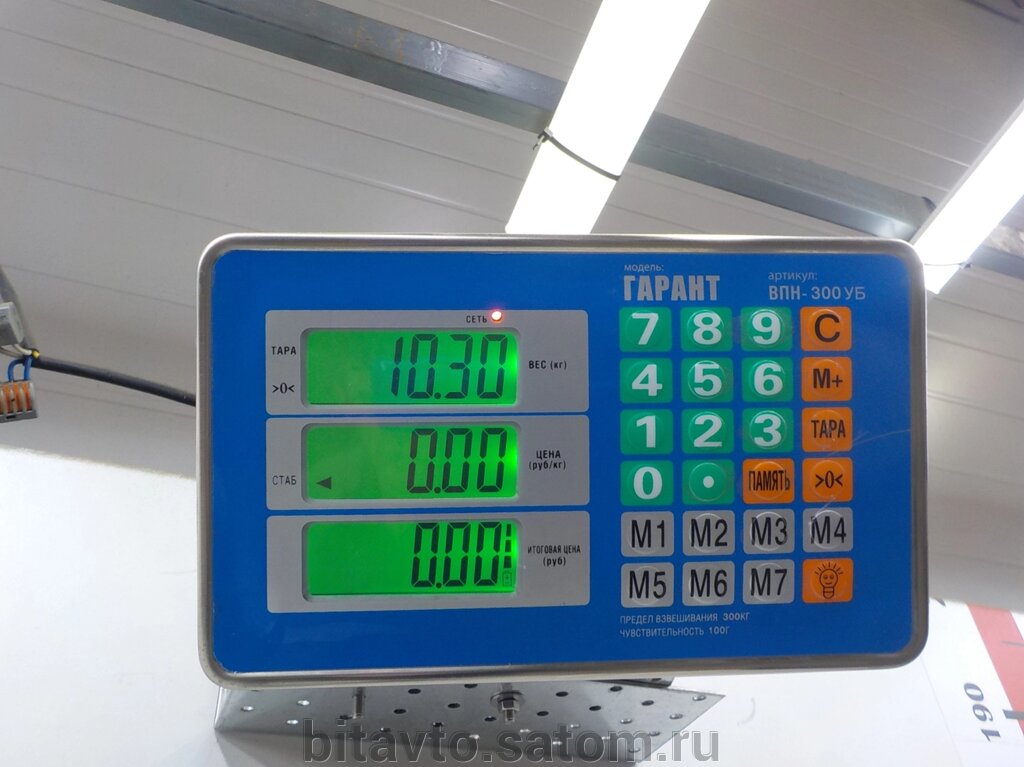 модель:
ГАРАНТ
артикул:
ВПН-300УБ
СЕТЬ
ТАРА
>0<
10.30
ВЕС (кг)
СТАБ
0.00
ЦЕНА
(руб/кг)
0.00
ИТОГОВАЯ ЦЕНА
(руб)
7 8 9 C
4 5 6 M+
1 2 3 ТАРА
0 • ПАМЯТЬ >0<
M1 M2 M3 M4
M5 M6 M7
ПРЕДЕЛ ВЗВЕШИВАНИЯ 300КГ
ЧУВСТВИТЕЛЬНОСТЬ 100Г
190
bitavto.satom.ru